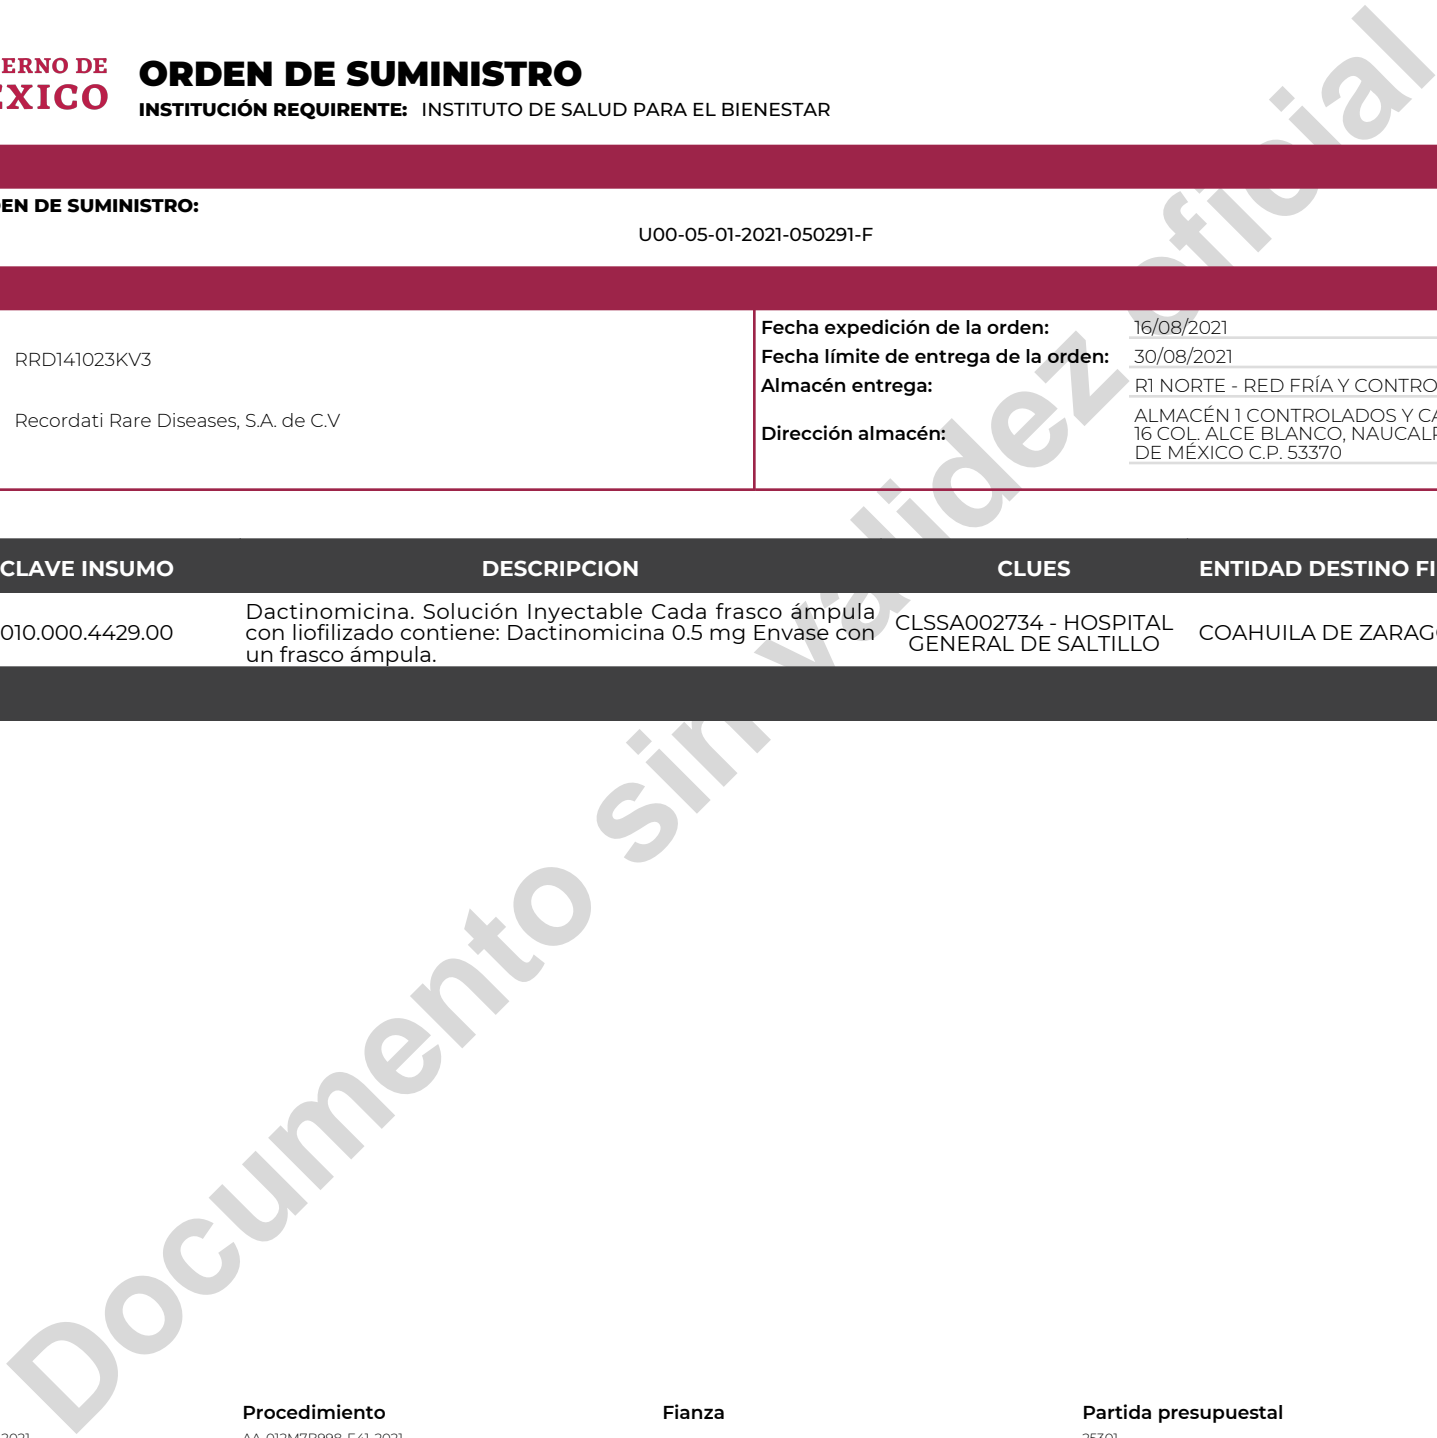 ERNO DE
ÉXICO
ORDEN DE SUMINISTRO
INSTITUCIÓN REQUIRENTE: INSTITUTO DE SALUD PARA EL BIENESTAR
EN DE SUMINISTRO:
U00-05-01-2021-050291-F
RRD141023KV3
Recordati Rare Diseases, S.A. de C.V
Fecha expedición de la orden: 16/08/2021
Fecha límite de entrega de la orden: 30/08/2021
Almacén entrega: R1 NORTE - RED FRÍA Y CONTRO
Dirección almacén: ALMACÉN 1 CONTROLADOS Y CA
16 COL. ALCE BLANCO, NAUCALP
DE MÉXICO C.P. 53370
CLAVE INSUMO DESCRIPCION CLUES ENTIDAD DESTINO FI
010.000.4429.00
Dactinomicina. Solución Inyectable Cada frasco ámpula
con liofilizado contiene: Dactinomicina 0.5 mg Envase con
un frasco ámpula.
CLSSA002734 - HOSPITAL
GENERAL DE SALTILLO
COAHUILA DE ZARAG
Documento sin validez oficial
Procedimiento Fianza Partida presupuestal